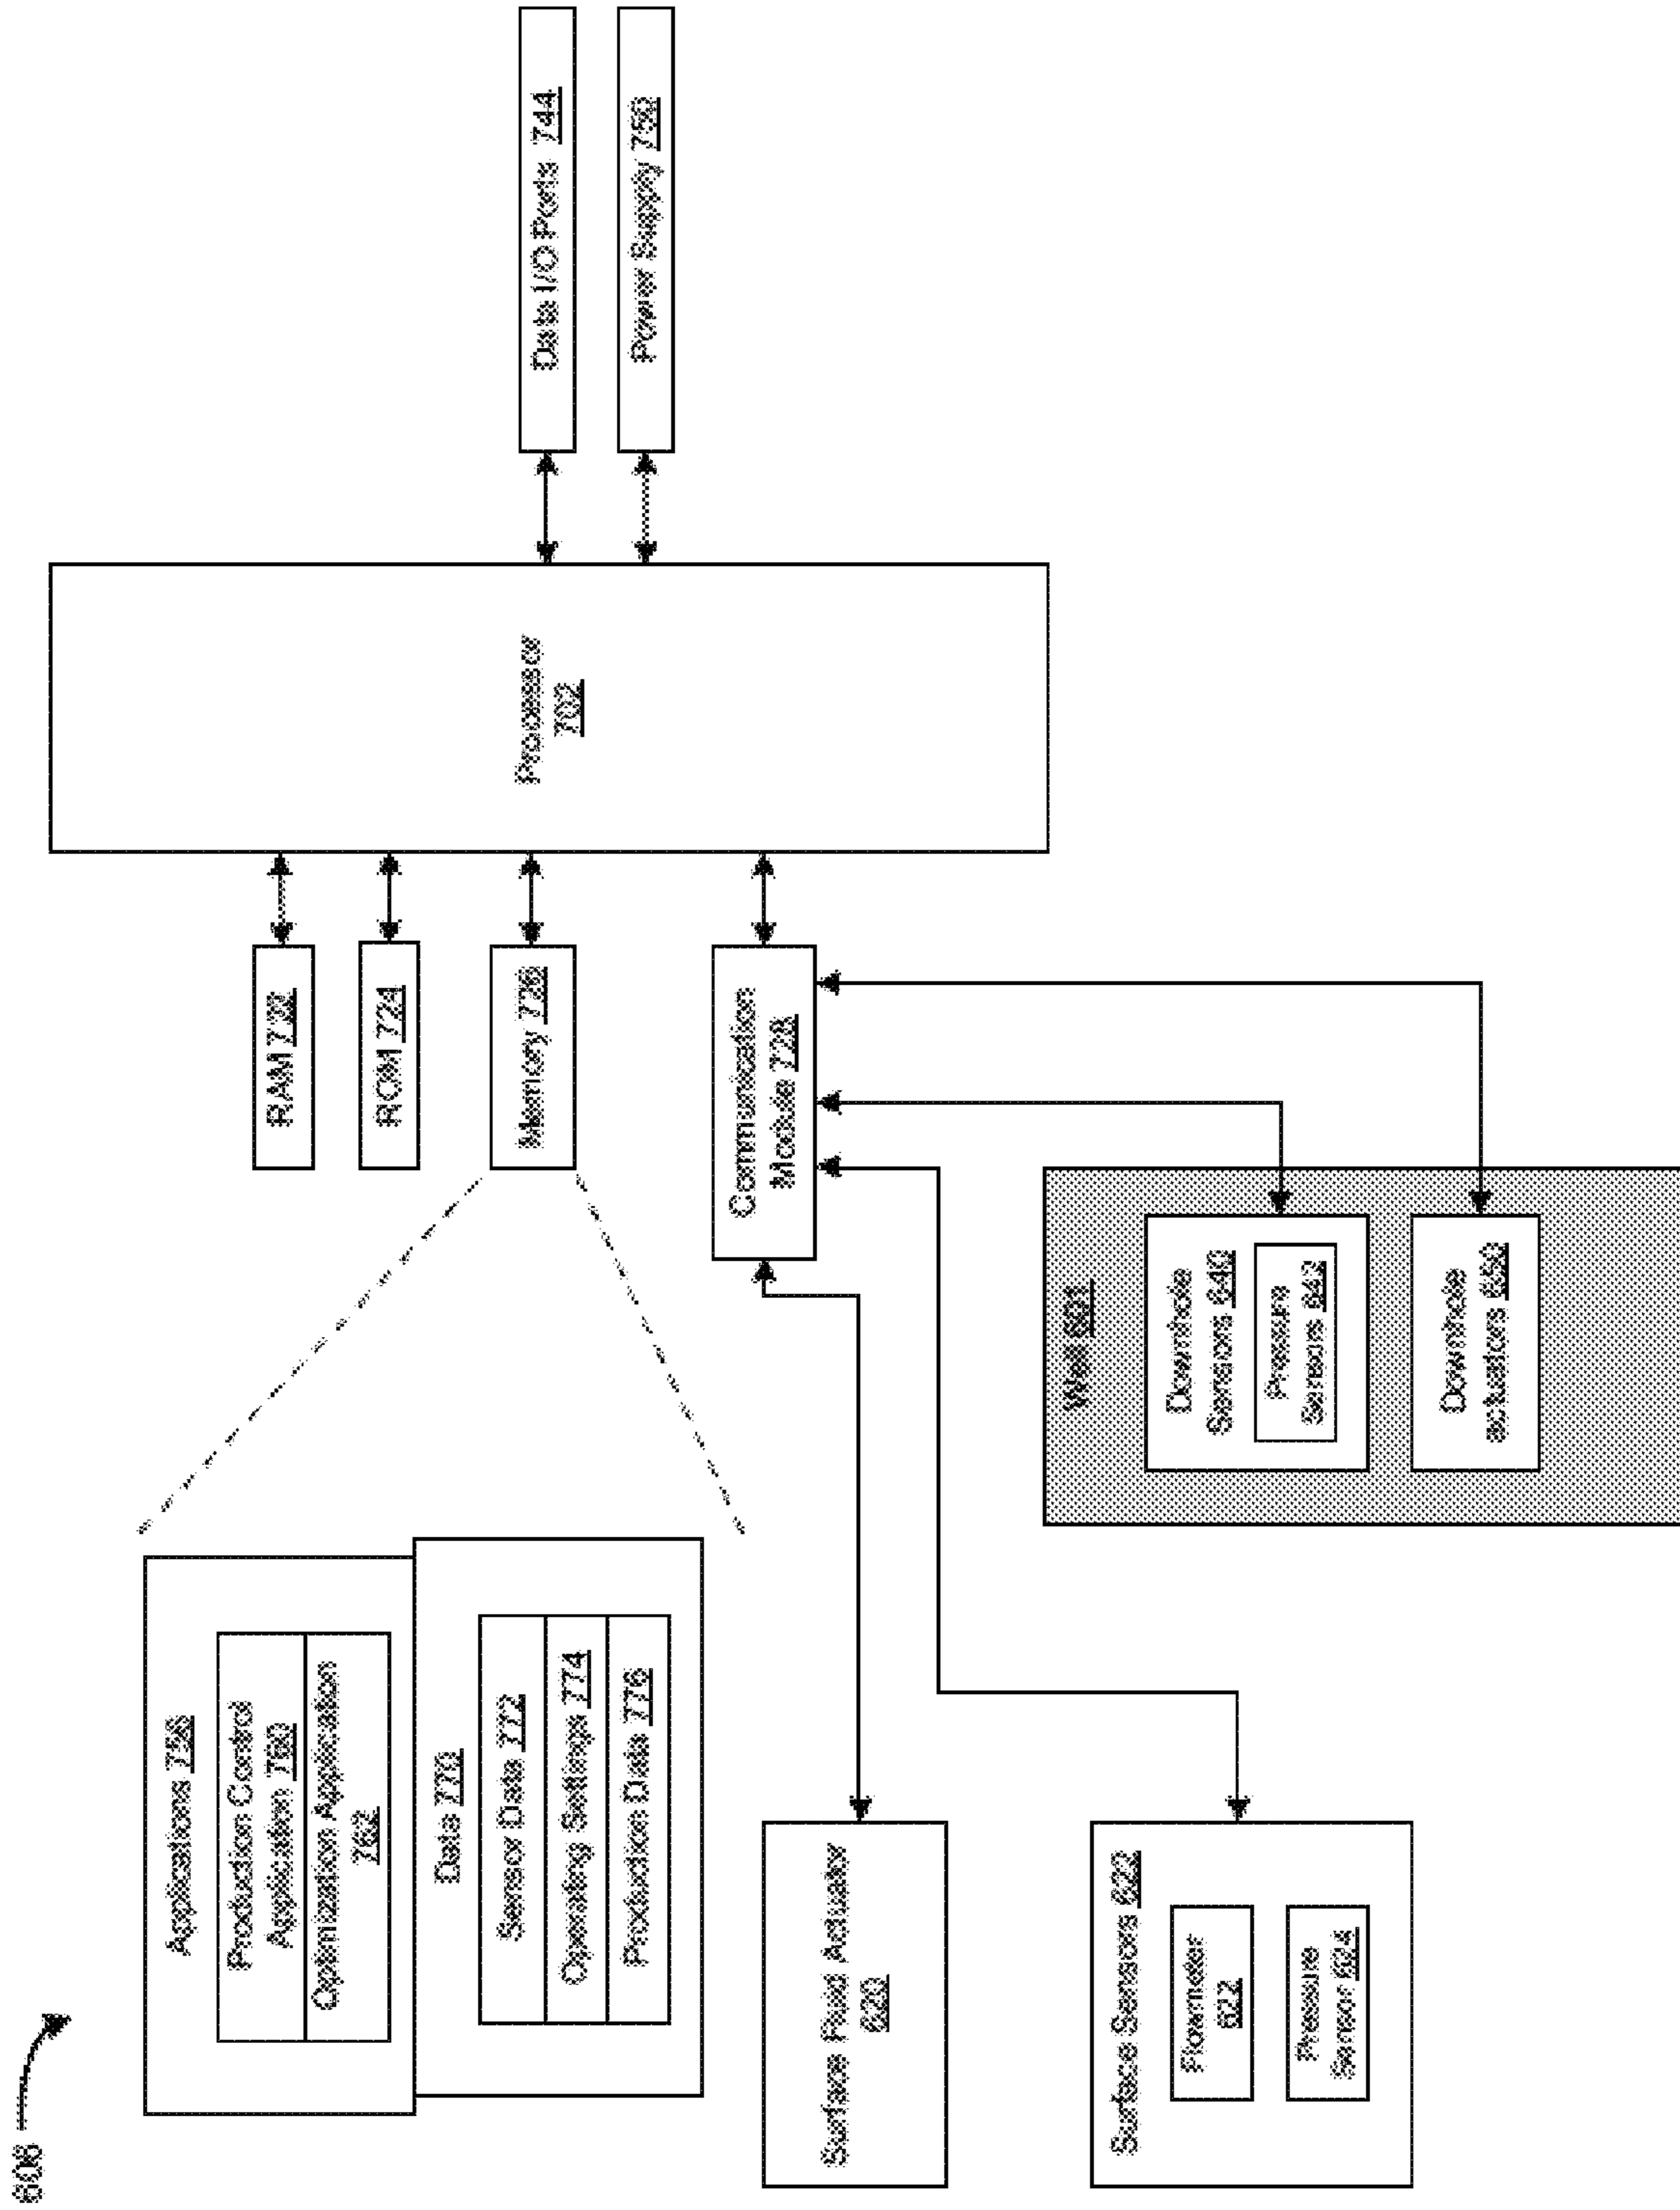 606
Applications 756
Production Control
Application 760
Optimization Application
762
Data 770
Sensor Data 772
Operating Settings 774
Production Data 776
RAM 722
ROM 724
Memory 726
Communication
Module 728
Processor
702
Data I/O Ports 744
Power Supply 750
Surface Fluid Actuator
620
Surface Sensors 622
Flowmeter
Pressure
Sensor 624
Well 601
Downhole
Sensors 640
Pressure
Sensors 642
Downhole
actuators 650